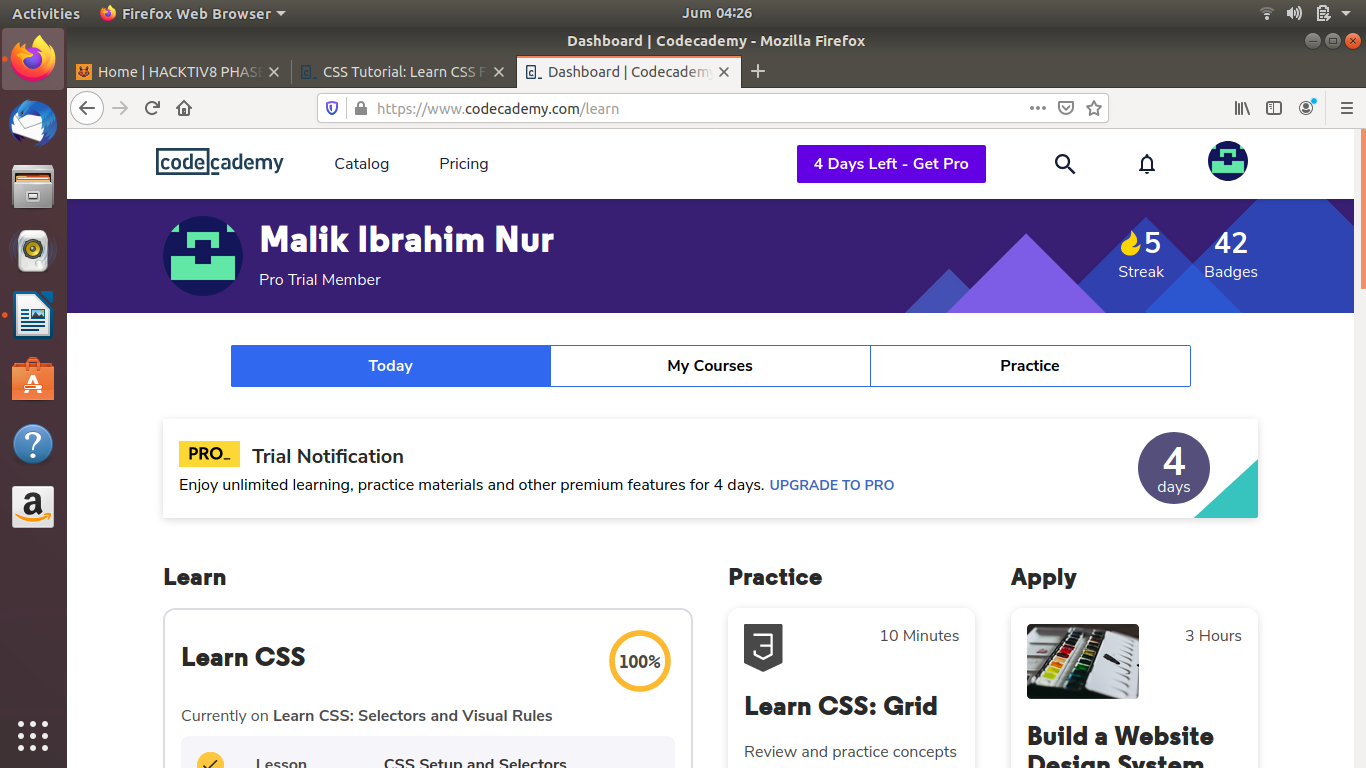 Activities Firefox Web Browser Jum 04:26
Dashboard | Codecademy - Mozilla Firefox
Home | HACKTIV8 PHASE CSS Tutorial: Learn CSS F Dashboard | Codecademy
https://www.codecademy.com/learn
codecademy Catalog Pricing 4 Days Left - Get Pro
Malik Ibrahim Nur
Pro Trial Member
5 42
Streak Badges
Today My Courses Practice
PRO_ Trial Notification
Enjoy unlimited learning, practice materials and other premium features for 4 days. UPGRADE TO PRO
4
days
Learn
Learn CSS
100%
Currently on Learn CSS: Selectors and Visual Rules
Lesson CSS Setup and Selectors
Practice
10 Minutes
Learn CSS: Grid
Review and practice concepts
Apply
3 Hours
Build a Website
Design System